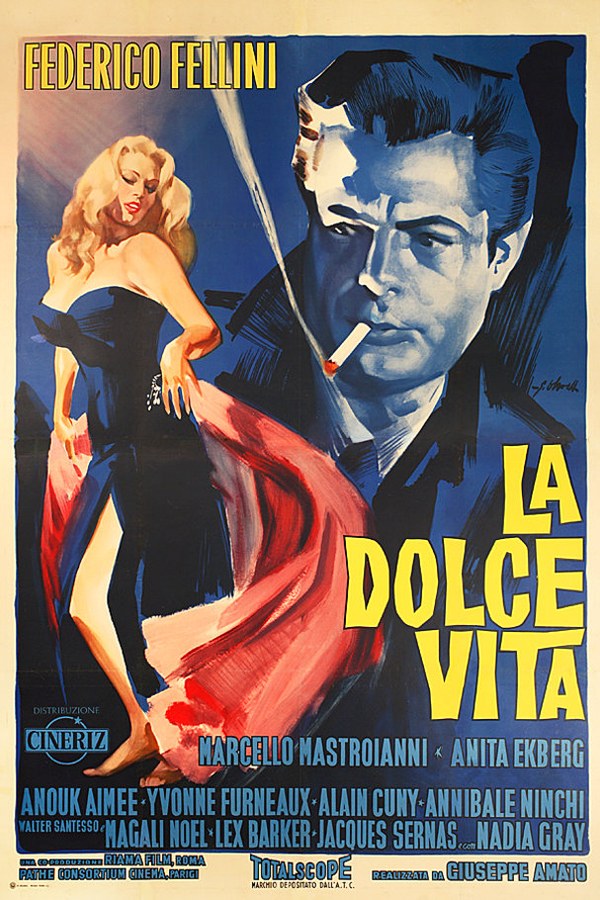 FEDERICO FELLINI
LA
DOLCE
VITA
DISTRIBUZIONE
CINERIZ
MARCELLO MASTROIANNI * ANITA EKBERG
ANOUK AIMEE * YVONNE FURNEAUX * ALAIN CUNY * ANNIBALE NINCHI
WALTER SANTESSO * MAGALI NOEL * LEX BARKER * JACQUES SERNAS e con NADIA GRAY
UNA CO PRODUZIONE RIAMA FILM, ROMA
PATHE CONSORTIUM CINEMA, PARIGI
TOTALSCOPE
MARCHIO DEPOSITATO DALL'A.T.C.
REALIZZATA DA GIUSEPPE AMATO